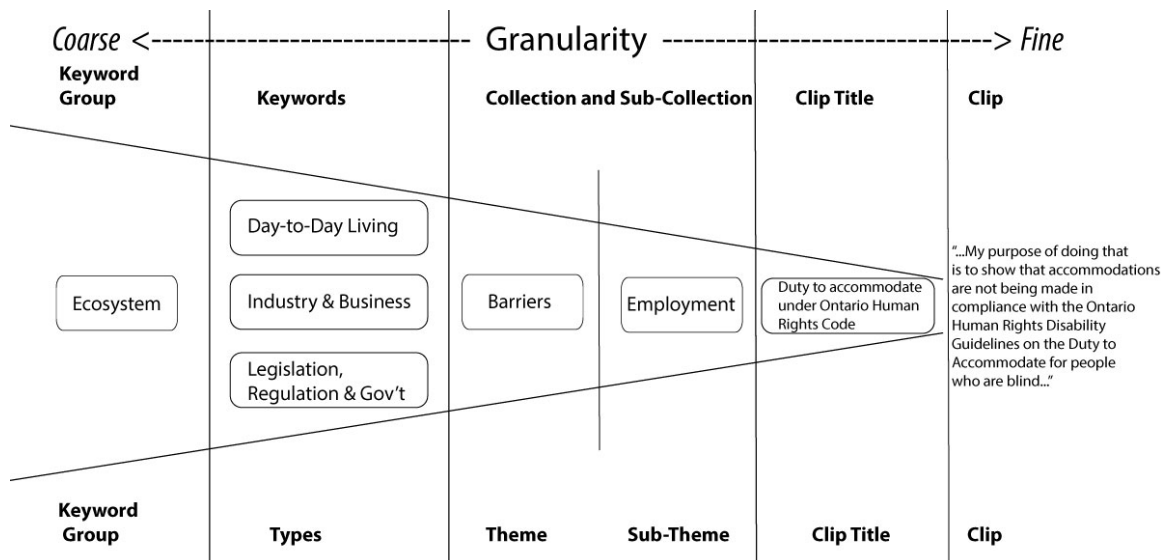 Coarse <---------------- Granularity ----------------> Fine
Keyword
Group
Keywords
Collection and Sub-Collection
Clip Title
Clip
Ecosystem
Day-to-Day Living
Industry & Business
Legislation,
Regulation & Gov't
Barriers
Employment
Duty to accommodate
under Ontario Human
Rights Code
"...My purpose of doing that
is to show that accommodations
are not being made in
compliance with the Ontario
Human Rights Disability
Guidelines on the Duty to
Accommodate for people
who are blind..."
Keyword
Group
Types
Theme
Sub-Theme
Clip Title
Clip